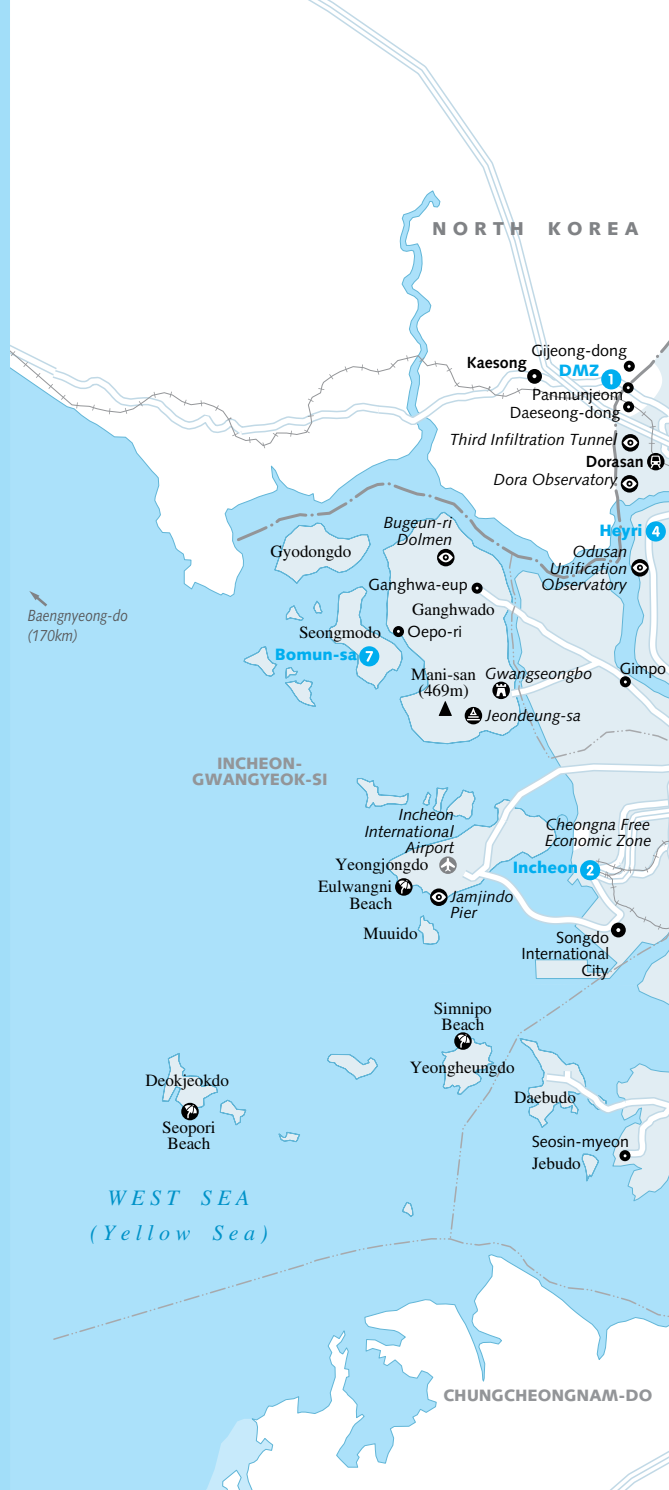 NORTH KOREA
Gijeong-dong
Kaesong
DMZ 1
Panmunjeom
Daeseong-dong
Third Infiltration Tunnel
Dorasan
Dora Observatory
Bugeun-ri
Dolmen
Heyri 4
Gyodongdo
Odusan
Unification
Observatory
Ganghwa-eup
Baengnyeong-do
(170km)
Ganghwado
Seongmodo
Oepo-ri
Bomun-sa 7
Mani-san
(469m)
Gwangseongbo
Gimpo
Jeondeung-sa
INCHEON-
GWANGYEOK-SI
Incheon
International
Airport
Cheongna Free
Economic Zone
Yeongjongdo
Incheon 2
Eulwangni
Beach
Jamjindo
Pier
Muuido
Songdo
International
City
Simnipo
Beach
Yeongheungdo
Deokjeokdo
Daebudo
Seopori
Beach
Seosin-myeon
Jebudo
WEST SEA
(Yellow Sea)
CHUNGCHEONGNAM-DO